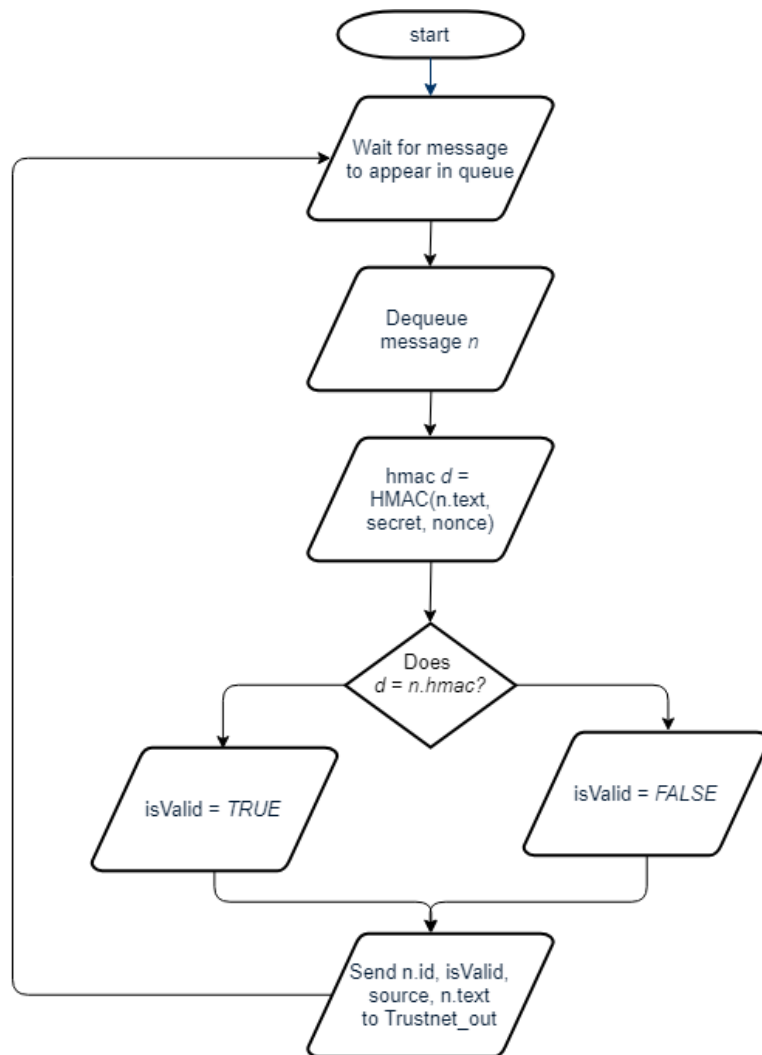 start
Wait for message
to appear in queue
Dequeue
message n
hmac d =
HMAC(n.text,
secret, nonce)
Does
d = n.hmac?
isValid = TRUE
isValid = FALSE
Send n.id, isValid,
source, n.text
to Trustnet_out